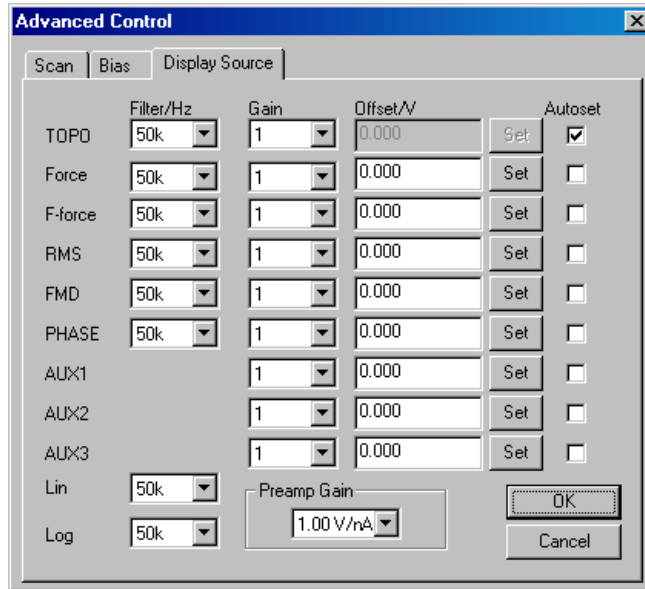 Advanced Control
Scan Bias Display Source
Filter/Hz Gain Offset/V Autoset
TOPO 50k 1 0.000 Set
Force 50k 1 0.000 Set
F-force 50k 1 0.000 Set
RMS 50k 1 0.000 Set
FMD 50k 1 0.000 Set
PHASE 50k 1 0.000 Set
AUX1 1 0.000 Set
AUX2 1 0.000 Set
AUX3 1 0.000 Set
Lin 50k Preamp Gain OK
Log 50k 1.00 V/nA Cancel